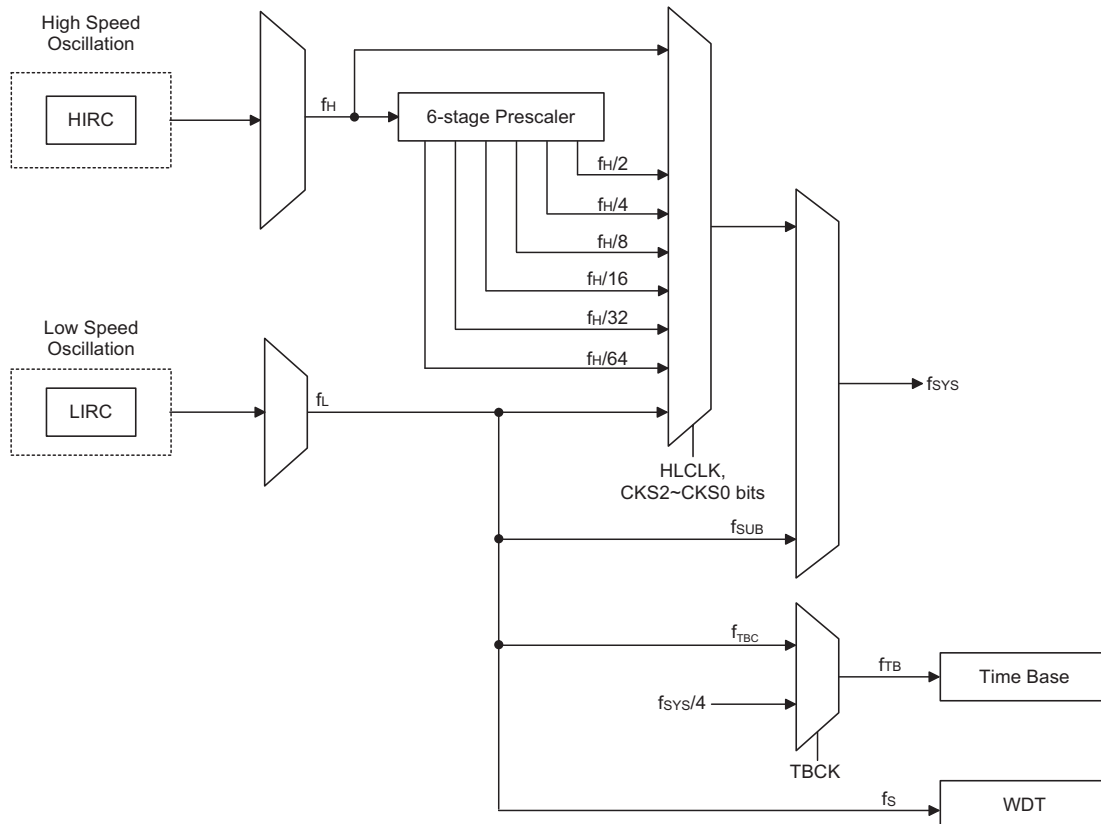 High Speed
Oscillation
HIRC
fH
6-stage Prescaler
fH/2
fH/4
fH/8
fH/16
fH/32
fH/64
Low Speed
Oscillation
LIRC
fL
HLCLK,
CKS2~CKS0 bits
fSYS
fSUB
fTBC
fSYS/4
TBCK
fTB
Time Base
fS
WDT